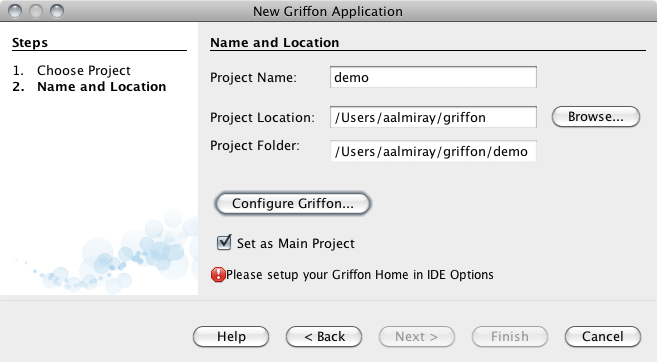 New Griffon Application
Steps
1. Choose Project
2. Name and Location
Name and Location
Project Name: demo
Project Location: /Users/aalmiray/griffon Browse...
Project Folder: /Users/aalmiray/griffon/demo
Configure Griffon...
Set as Main Project
Please setup your Griffon Home in IDE Options
Help < Back Next > Finish Cancel